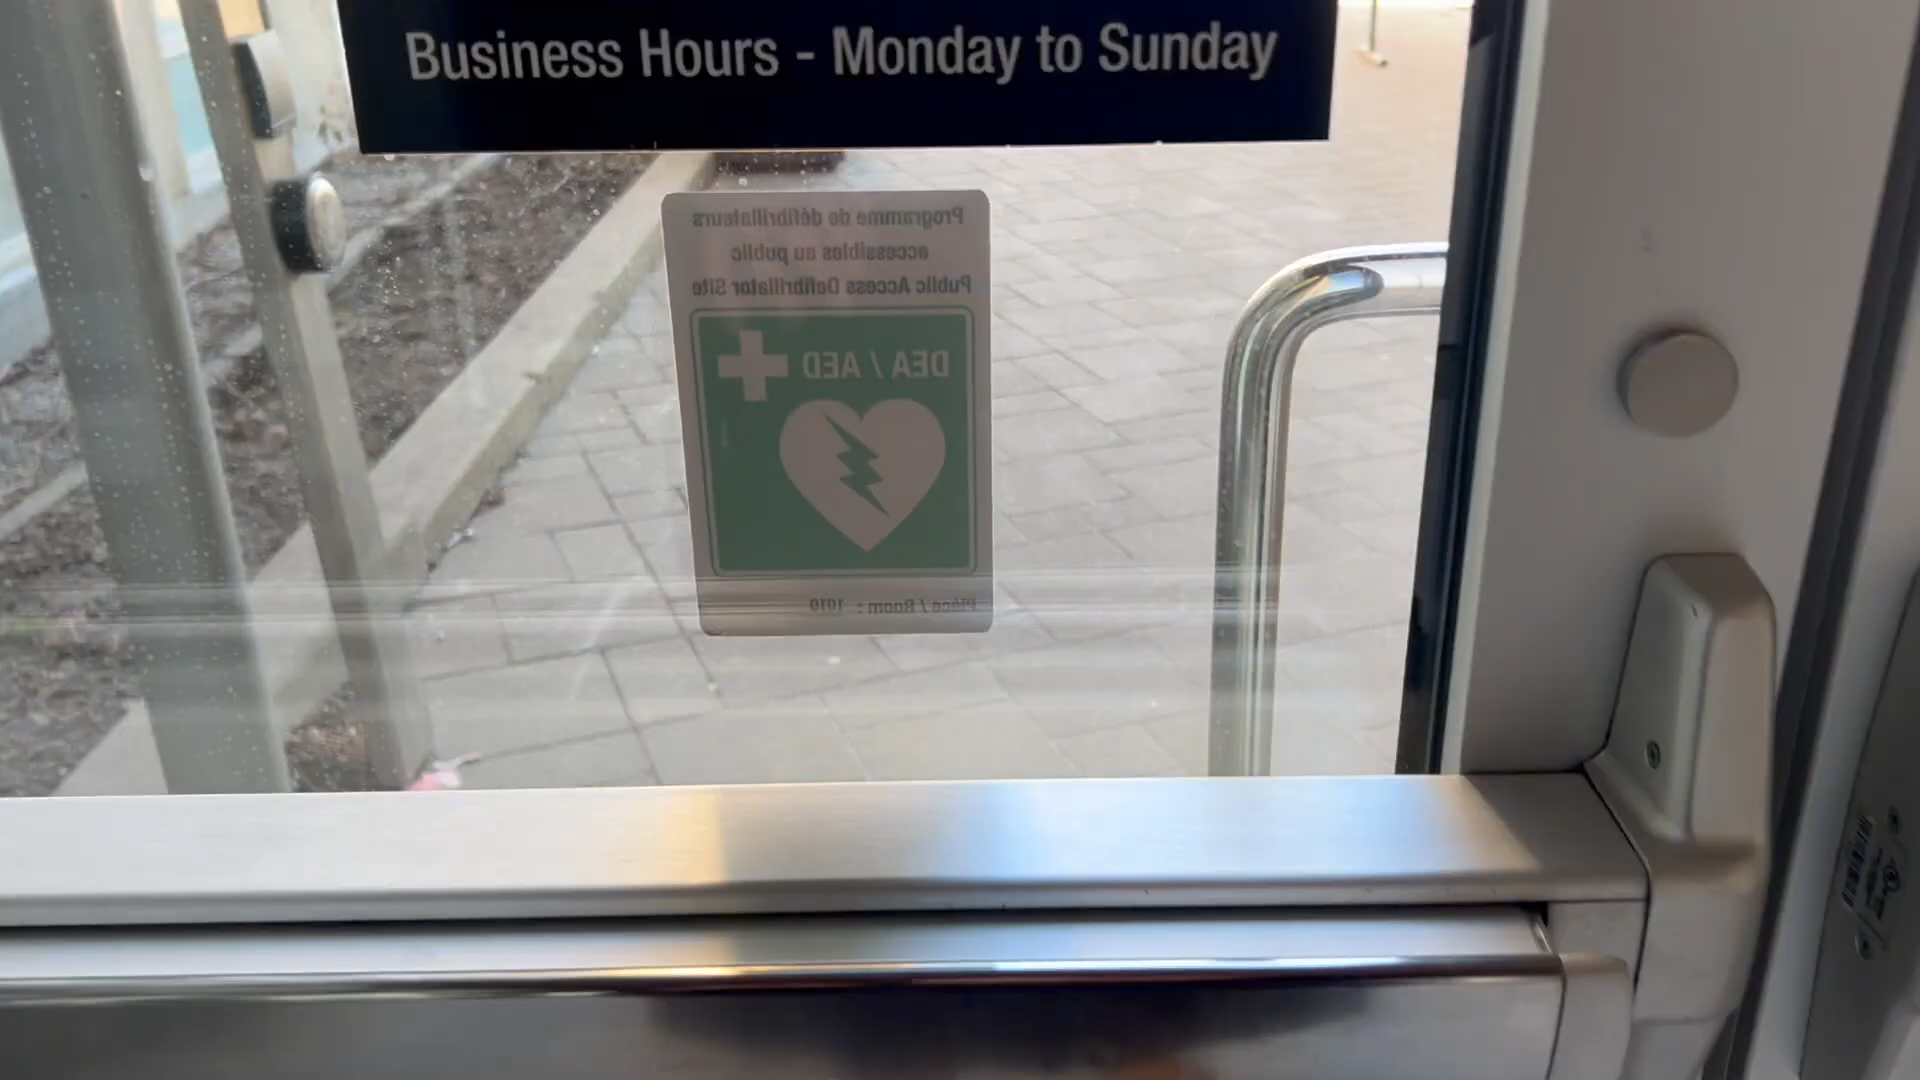 Business Hours - Monday to Sunday
Programme de défibrillateurs
accessibles au public
Public Access Defibrillator Site
DEA / AED
Pièce / Room : 1010